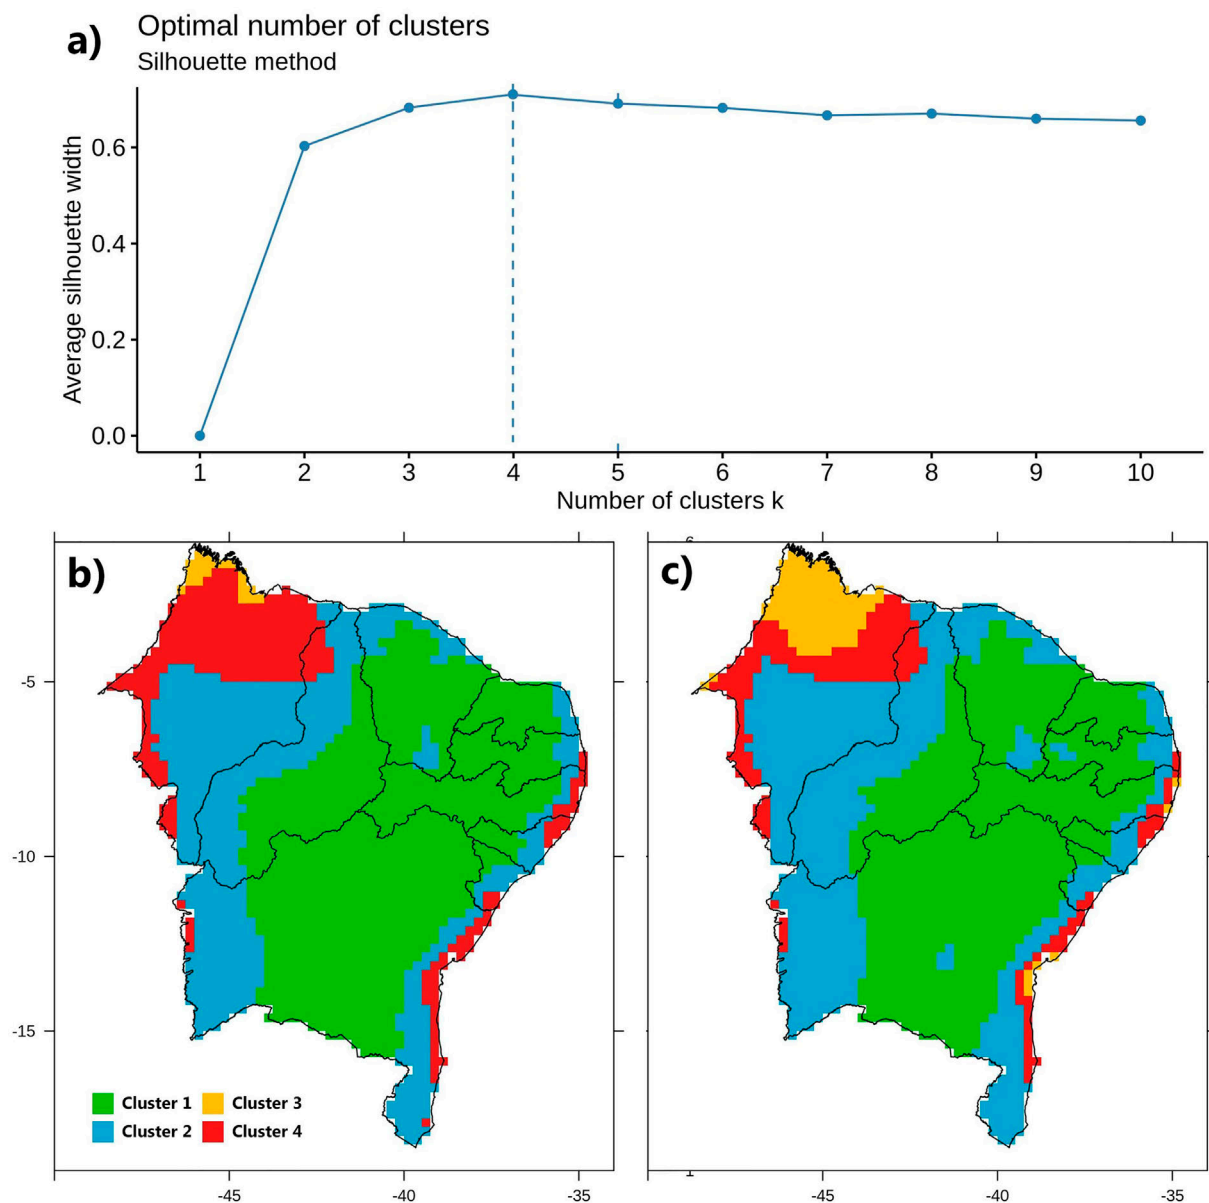 a)
Optimal number of clusters
Silhouette method
Average silhouette width
0.6
0.4
0.2
0.0
1 2 3 4 5 6 7 8 9 10
Number of clusters k
b)
-5
-10
-15
Cluster 1 Cluster 3
Cluster 2 Cluster 4
-45 -40 -35
c)
-45 -40 -35